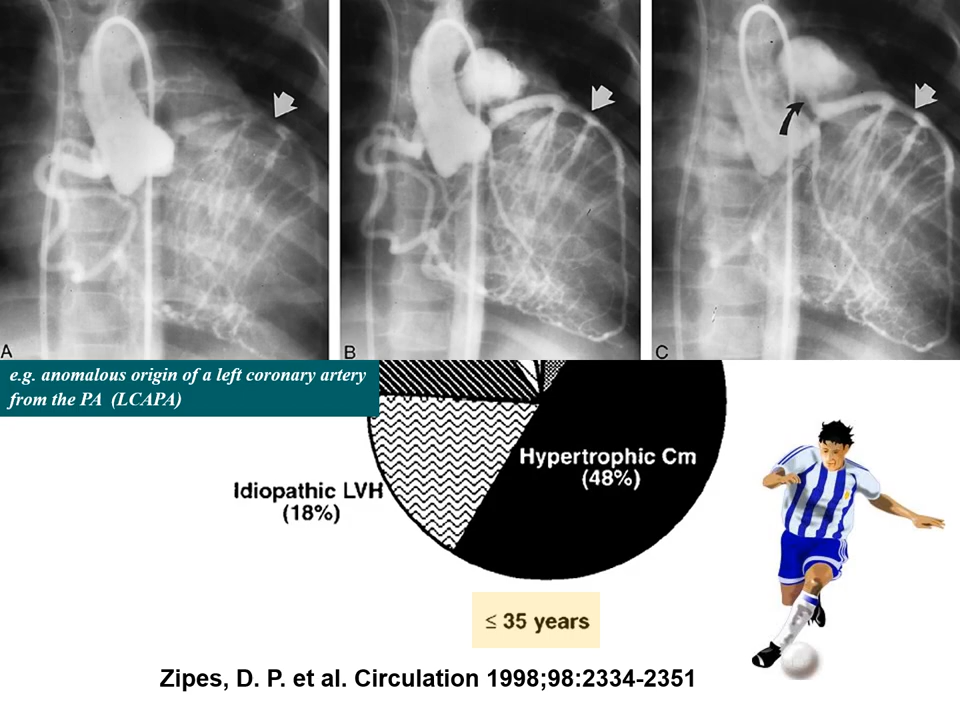 A
B
C
e.g. anomalous origin of a left coronary artery
from the PA (LCAPA)
Hypertrophic Cm
(48%)
Idiopathic LVH
(18%)
≤ 35 years
Zipes, D. P. et al. Circulation 1998;98:2334-2351